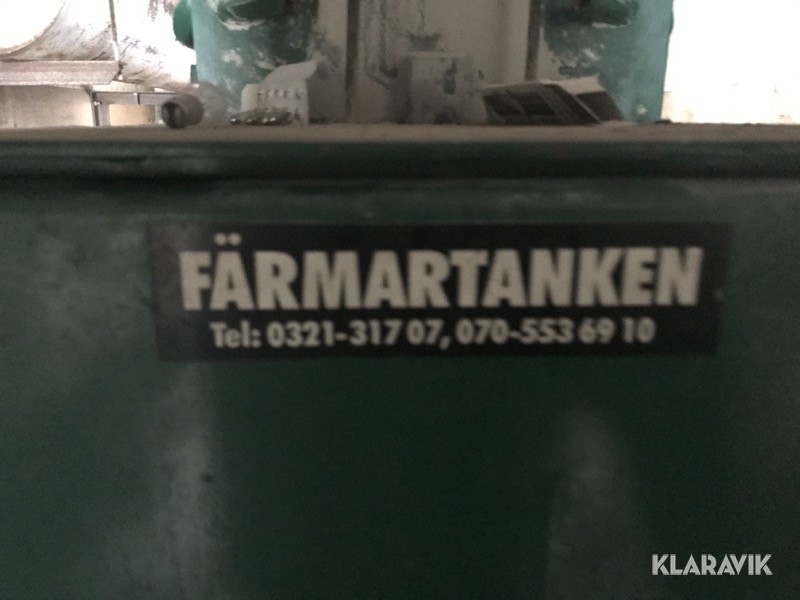 FÄRMARTANKEN
Tel: 0321-317 07, 070-553 69 10
KLARAVIK